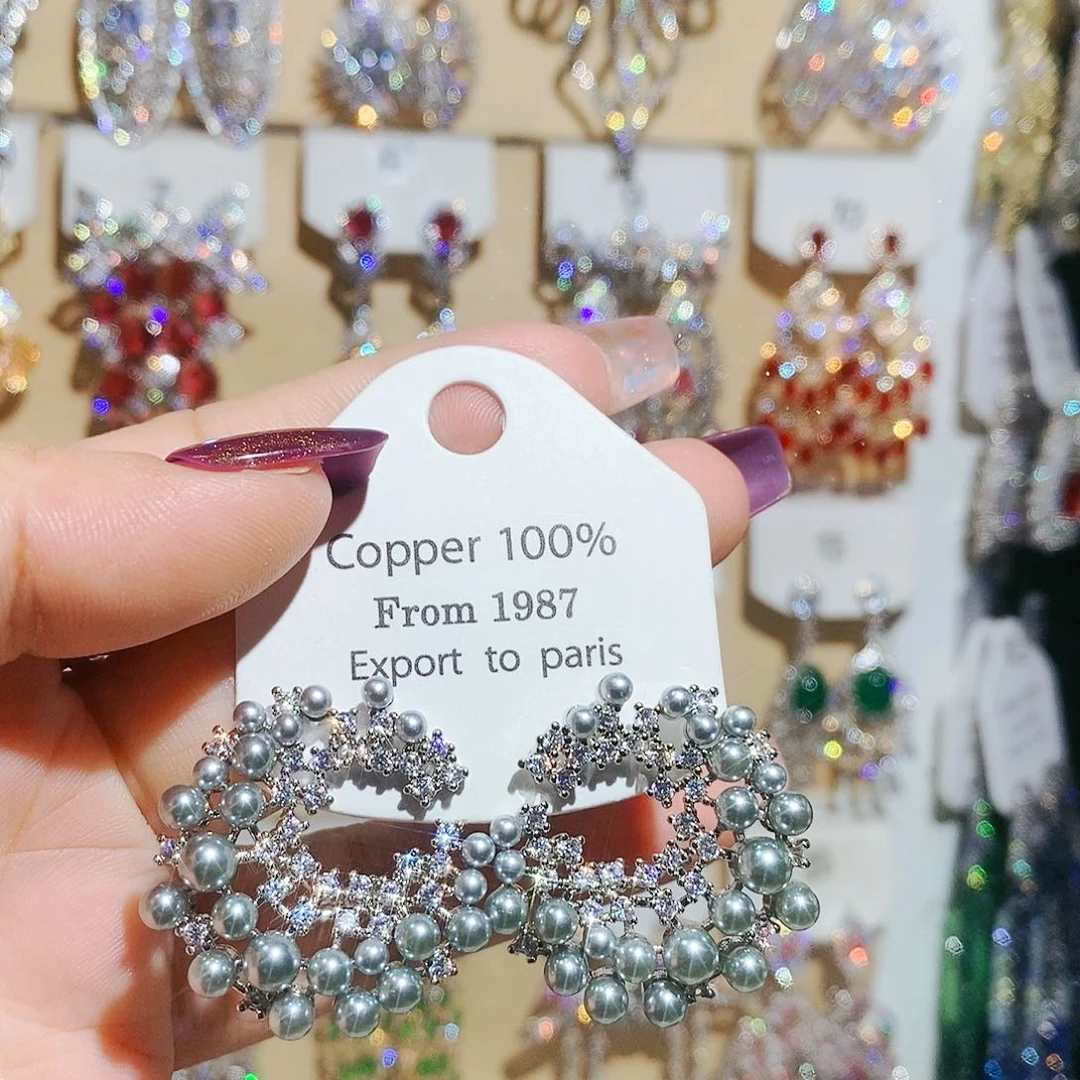 Copper 100%
From 1987
Export to paris